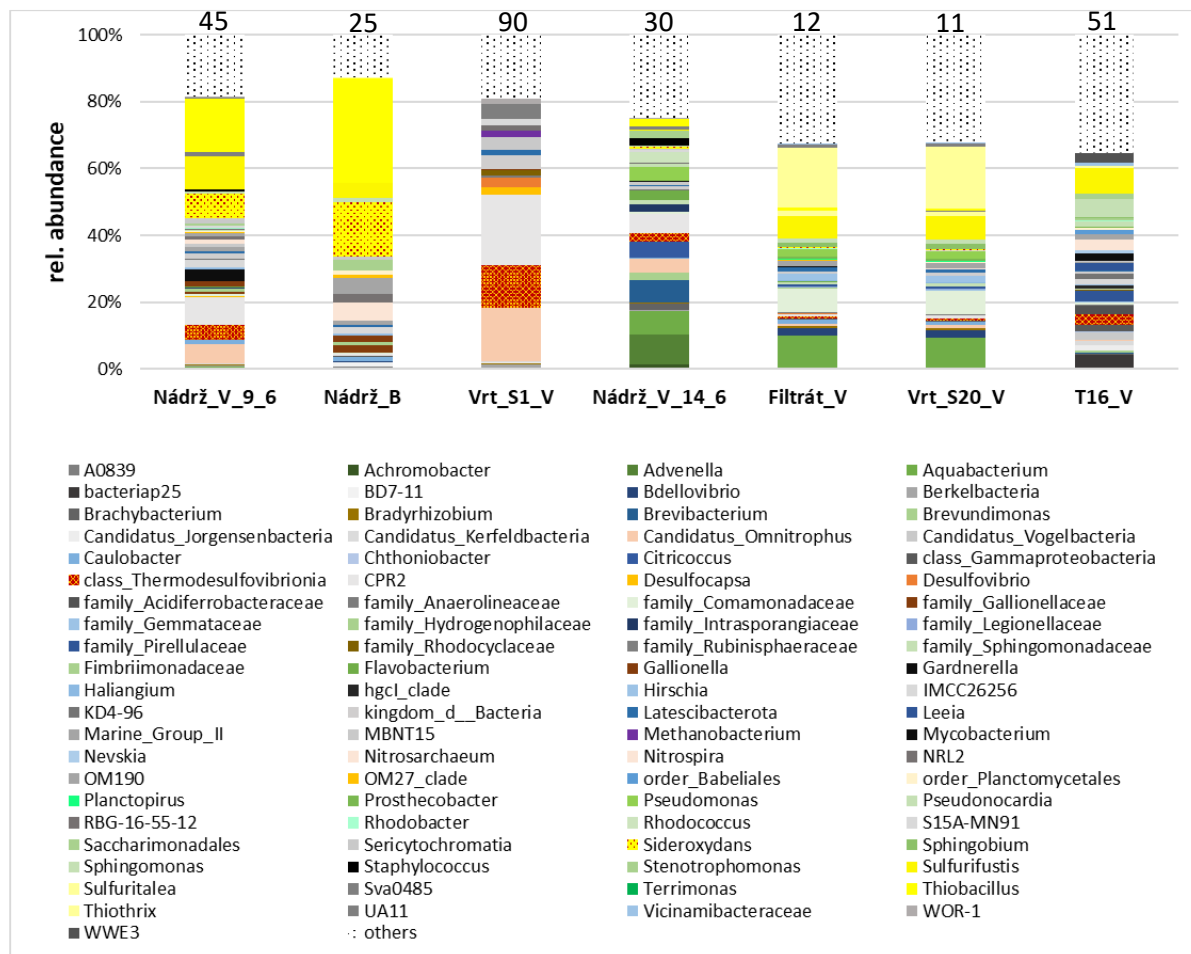 45 25 90 30 12 11 51
100%
80%
60%
40%
20%
0%
rel. abundance
Nádrž_V_9_6 Nádrž_B Vrt_S1_V Nádrž_V_14_6 Filtrát_V Vrt_S20_V T16_V
A0839 Achromobacter Advenella Aquabacterium
bacteriap25 BD7-11 Bdellovibrio Berkelbacteria
Brachybacterium Bradyrhizobium Brevibacterium Brevundimonas
Candidatus_Jorgensenbacteria Candidatus_Kerfeldbacteria Candidatus_Omnitrophus Candidatus_Vogelbacteria
Caulobacter Chthoniobacter Citricoccus class_Gammaproteobacteria
class_Thermodesulfovibrionia CPR2 Desulfocapsa Desulfovibrio
family_Acidiferrobacteraceae family_Anaerolineaceae family_Comamonadaceae family_Gallionellaceae
family_Gemmataceae family_Hydrogenophilaceae family_Intrasporangiaceae family_Legionellaceae
family_Pirellulaceae family_Rhodocyclaceae family_Rubinisphaeraceae family_Sphingomonadaceae
Fimbriimonadaceae Flavobacterium Gallionella Gardnerella
Haliangium hgcI_clade Hirschia IMCC26256
KD4-96 kingdom_d__Bacteria Latescibacterota Leeia
Marine_Group_II MBNT15 Methanobacterium Mycobacterium
Nevskia Nitrosarchaeum Nitrospira NRL2
OM190 OM27_clade order_Babeliales order_Planctomycetales
Planctopirus Prosthecobacter Pseudomonas Pseudonocardia
RBG-16-55-12 Rhodobacter Rhodococcus S15A-MN91
Saccharimonadales Sericytochromatia Sideroxydans Sphingobium
Sphingomonas Staphylococcus Stenotrophomonas Sulfurifustis
Sulfuritalea Sva0485 Terrimonas Thiobacillus
Thiothrix UA11 Vicinamibacteraceae WOR-1
WWE3 others